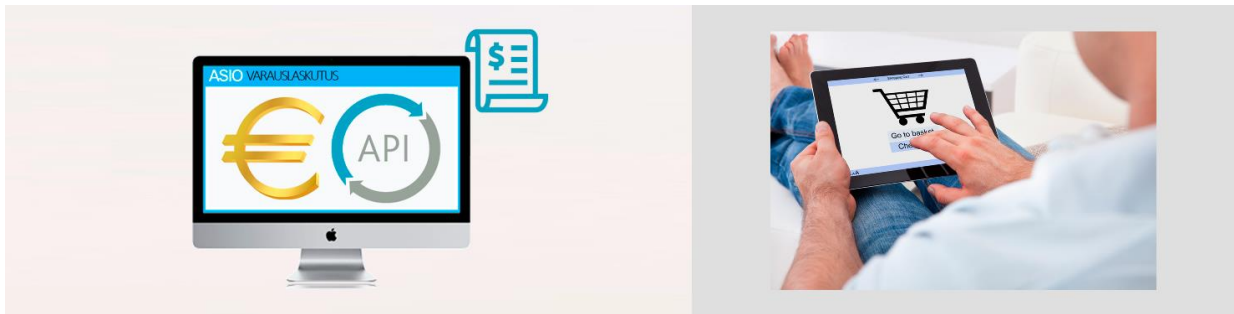 ASIO VARAUSLASKUTUS
$
€
API
Go to basket